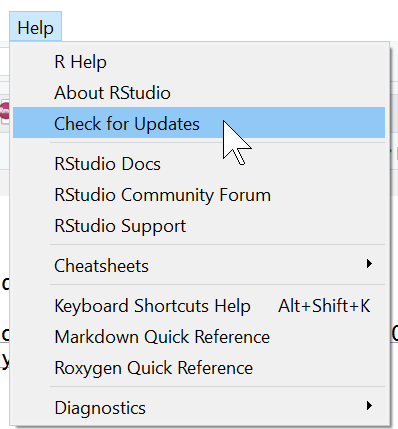 Help
R Help
About RStudio
Check for Updates
RStudio Docs
RStudio Community Forum
RStudio Support
Cheatsheets
Keyboard Shortcuts Help Alt+Shift+K
Markdown Quick Reference
Roxygen Quick Reference
Diagnostics